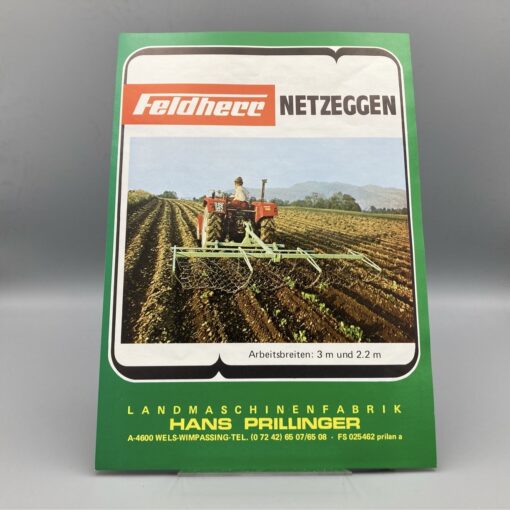 Feldherr NETZEGGEN
Arbeitsbreiten: 3 m und 2.2 m
LANDMASCHINENFABRIK
HANS PRILLINGER
A-4600 WELS-WIMPASSING-TEL. (0 72 42) 65 07/65 08 - FS 025462 prilan a